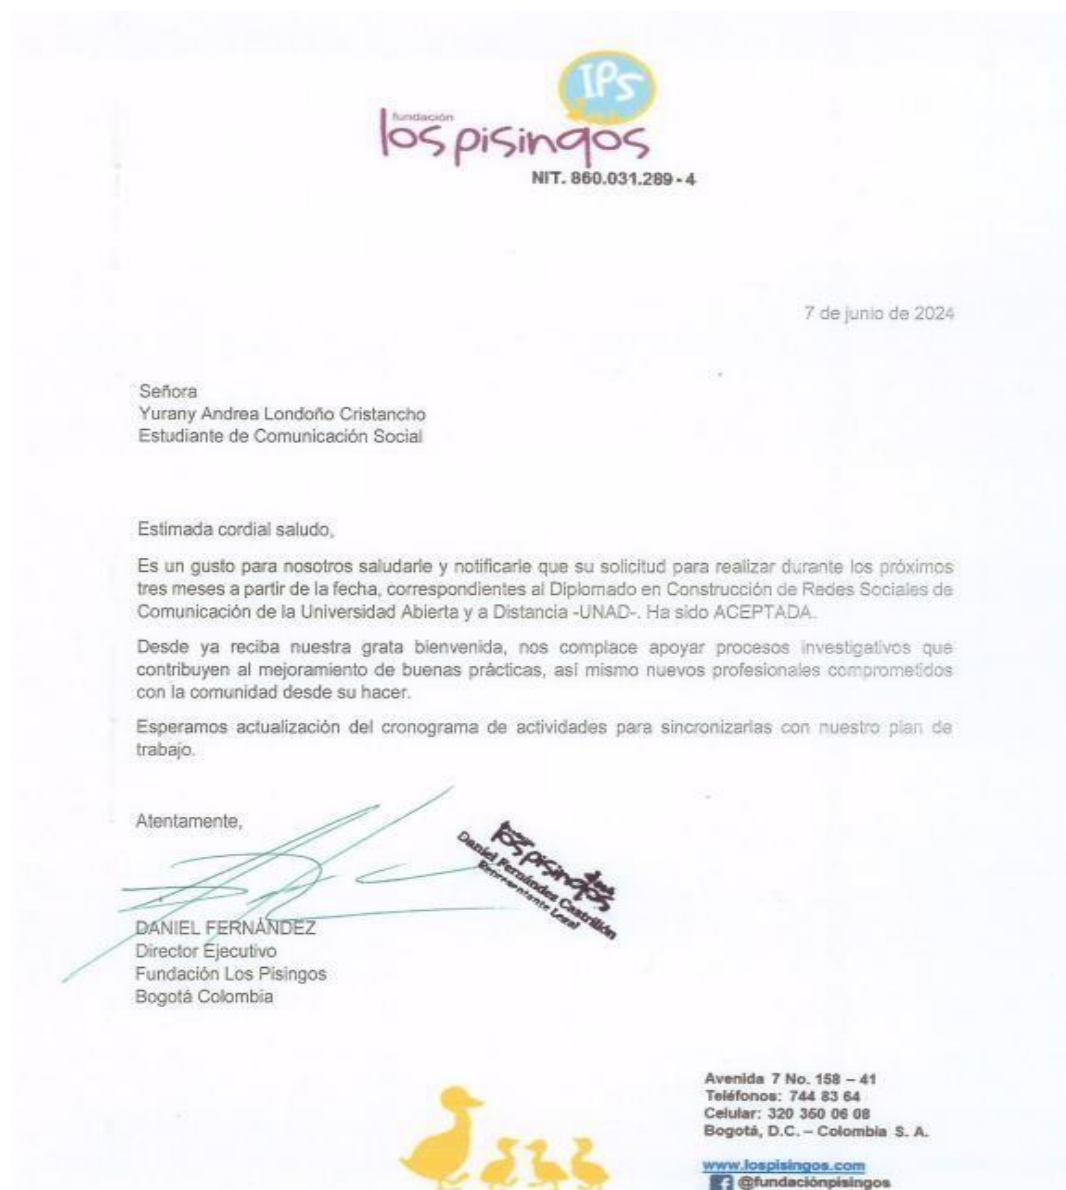 IPS
fundación
los pisingos
NIT. 860.031.289 - 4
7 de junio de 2024
Señora
Yurany Andrea Londoño Cristancho
Estudiante de Comunicación Social
Estimada cordial saludo,
Es un gusto para nosotros saludarle y notificarle que su solicitud para realizar durante los próximos
tres meses a partir de la fecha, correspondientes al Diplomado en Construcción de Redes Sociales de
Comunicación de la Universidad Abierta y a Distancia -UNAD-. Ha sido ACEPTADA.
Desde ya reciba nuestra grata bienvenida, nos complace apoyar procesos investigativos que
contribuyen al mejoramiento de buenas prácticas, así mismo nuevos profesionales comprometidos
con la comunidad desde su hacer.
Esperamos actualización del cronograma de actividades para sincronizarlas con nuestro plan de
trabajo.
Atentamente,
los pisingos
Daniel Fernández Castrillón
Representante Legal
DANIEL FERNÁNDEZ
Director Ejecutivo
Fundación Los Pisingos
Bogotá Colombia
Avenida 7 No. 158 – 41
Teléfonos: 744 83 64
Celular: 320 350 06 08
Bogotá, D.C. – Colombia S. A.
www.lospisingos.com
@fundaciónpisingos